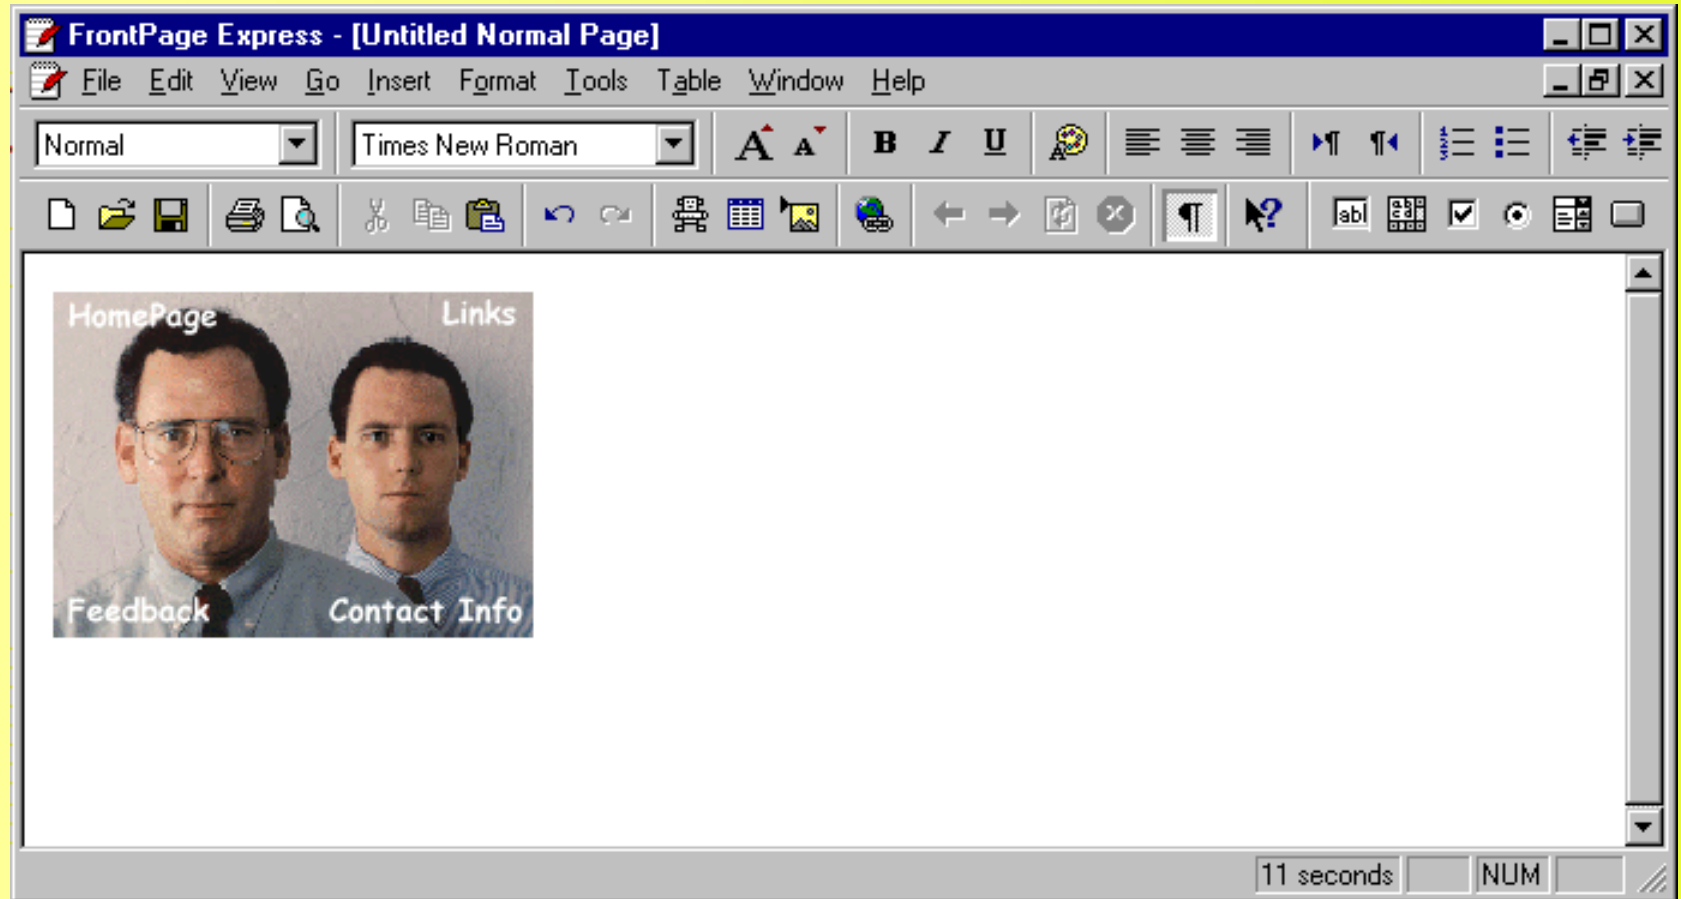 FrontPage Express - [Untitled Normal Page]
File Edit View Go Insert Format Tools Table Window Help
Normal Times New Roman A A B I U
HomePage Links
Feedback Contact Info
11 seconds NUM